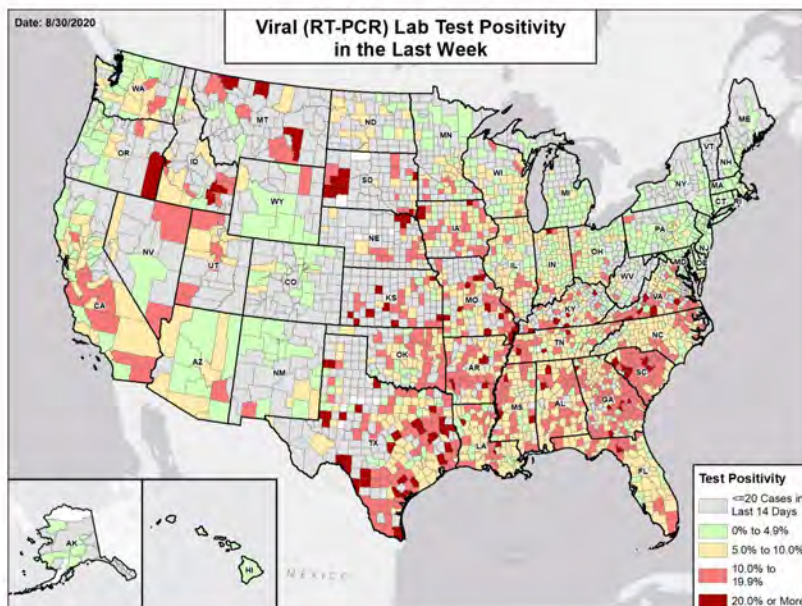 Date: 8/30/2020
Viral (RT-PCR) Lab Test Positivity
in the Last Week
WA
MT
ND
MN
ME
OR
ID
SD
WI
VT
NH
WY
MI
NY
MA
CT
RI
NE
IA
PA
NV
UT
CO
IL
IN
OH
NJ
MD
DE
CA
KS
MO
WV
VA
KY
AZ
NM
OK
AR
TN
NC
SC
TX
LA
MS
AL
GA
FL
AK
HI
MEXICO
Test Positivity
<=20 Cases in
Last 14 Days
0% to 4.9%
5.0% to 10.0%
10.0% to
19.9%
20.0% or More